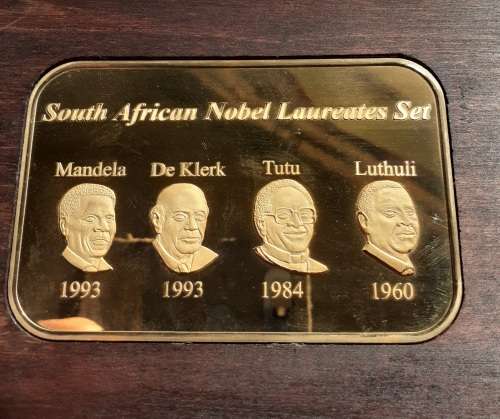 South African Nobel Laureates Set
Mandela De Klerk Tutu Luthuli
1993 1993 1984 1960